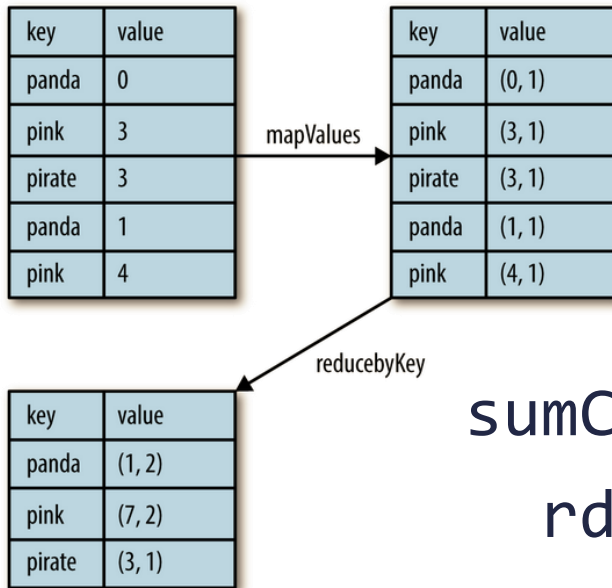 key value
panda 0
pink 3
pirate 3
panda 1
pink 4
mapValues
key value
panda (0, 1)
pink (3, 1)
pirate (3, 1)
panda (1, 1)
pink (4, 1)
reducebyKey
key value
panda (1, 2)
pink (7, 2)
pirate (3, 1)
sumC
rd